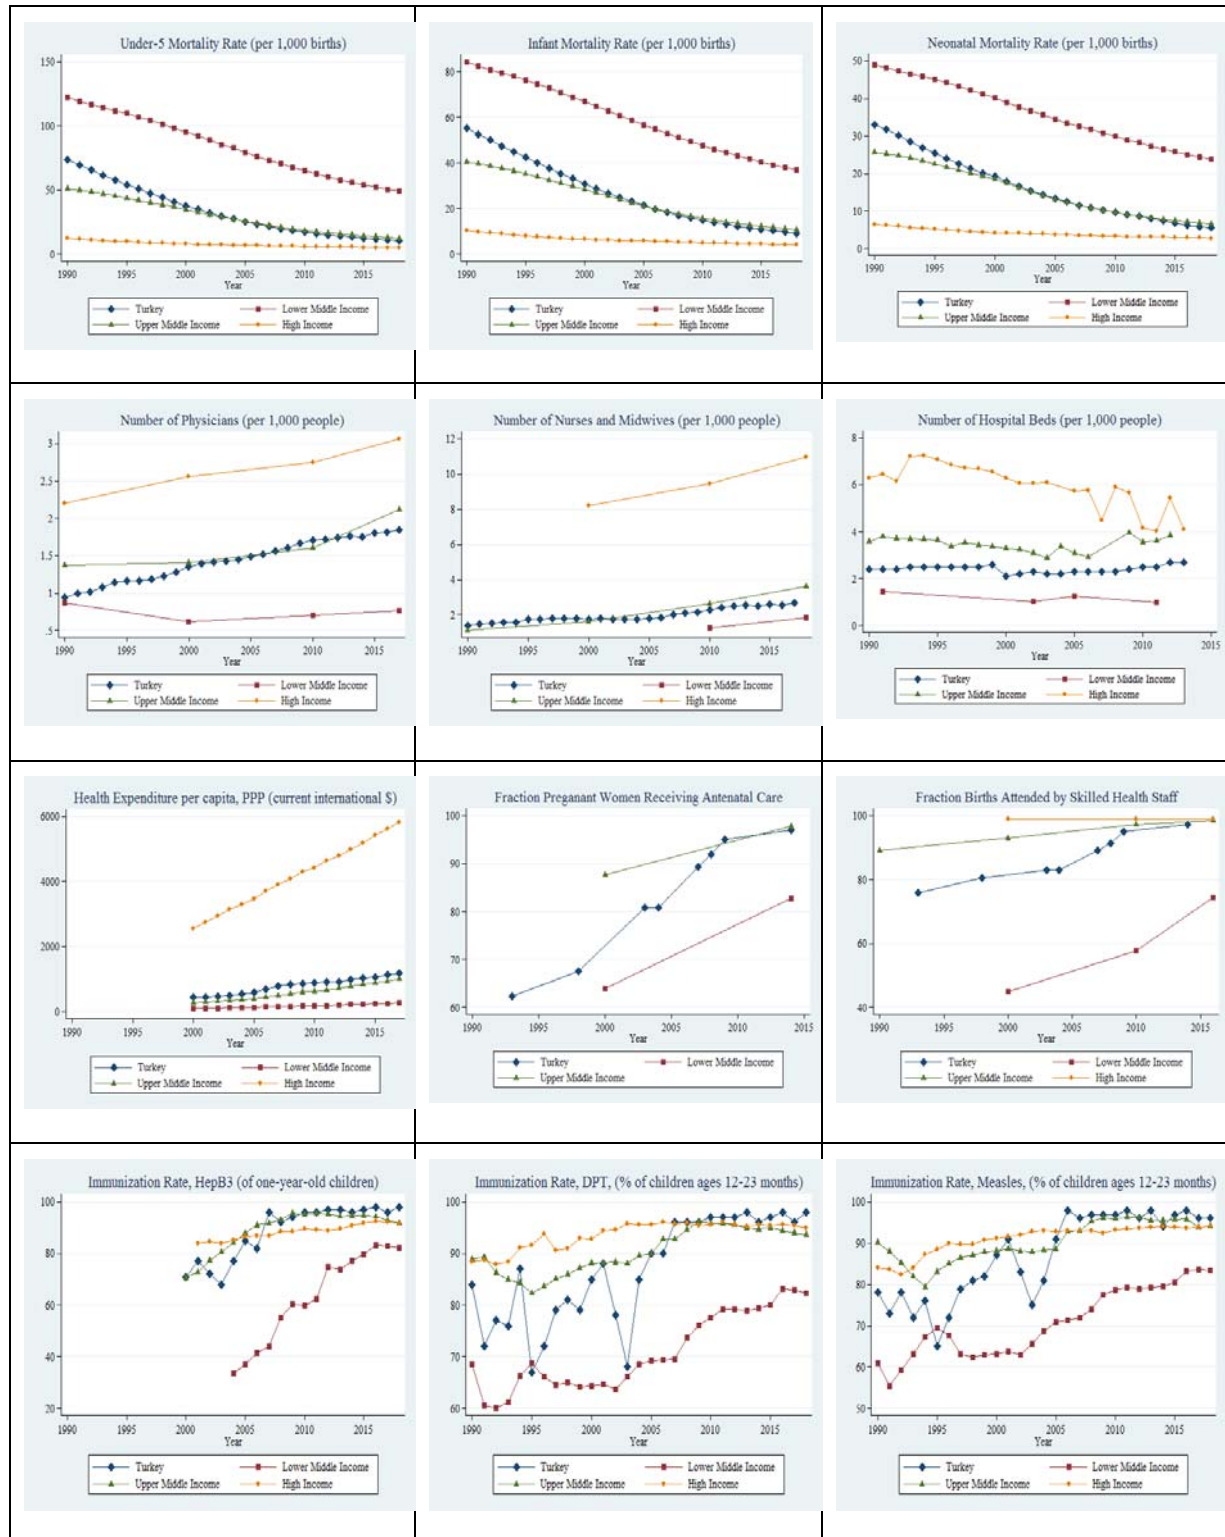 Under-5 Mortality Rate (per 1,000 births)
150
100
50
0
1990 1995 2000 2005 2010 2015
Year
Turkey Lower Middle Income
Upper Middle Income High Income
Infant Mortality Rate (per 1,000 births)
80
60
40
20
0
1990 1995 2000 2005 2010 2015
Year
Turkey Lower Middle Income
Upper Middle Income High Income
Neonatal Mortality Rate (per 1,000 births)
50
40
30
20
10
0
1990 1995 2000 2005 2010 2015
Year
Turkey Lower Middle Income
Upper Middle Income High Income
Number of Physicians (per 1,000 people)
3
2.5
2
1.5
1
.5
1990 1995 2000 2005 2010 2015
Year
Turkey Lower Middle Income
Upper Middle Income High Income
Number of Nurses and Midwives (per 1,000 people)
12
10
8
6
4
2
1990 1995 2000 2005 2010 2015
Year
Turkey Lower Middle Income
Upper Middle Income High Income
Number of Hospital Beds (per 1,000 people)
8
6
4
2
0
1990 1995 2000 2005 2010 2015
Year
Turkey Lower Middle Income
Upper Middle Income High Income
Health Expenditure per capita, PPP (current international $)
6000
4000
2000
0
1990 1995 2000 2005 2010 2015
Year
Turkey Lower Middle Income
Upper Middle Income High Income
Fraction Preganant Women Receiving Antenatal Care
100
90
80
70
60
1990 1995 2000 2005 2010 2015
Year
Turkey Lower Middle Income
Upper Middle Income
Fraction Births Attended by Skilled Health Staff
100
80
60
40
1990 1995 2000 2005 2010 2015
Year
Turkey Lower Middle Income
Upper Middle Income High Income
Immunization Rate, HepB3 (of one-year-old children)
100
80
60
40
20
1990 1995 2000 2005 2010 2015
Year
Turkey Lower Middle Income
Upper Middle Income High Income
Immunization Rate, DPT, (% of children ages 12-23 months)
100
90
80
70
60
1990 1995 2000 2005 2010 2015
Year
Turkey Lower Middle Income
Upper Middle Income High Income
Immunization Rate, Measles, (% of children ages 12-23 months)
100
90
80
70
60
50
1990 1995 2000 2005 2010 2015
Year
Turkey Lower Middle Income
Upper Middle Income High Income